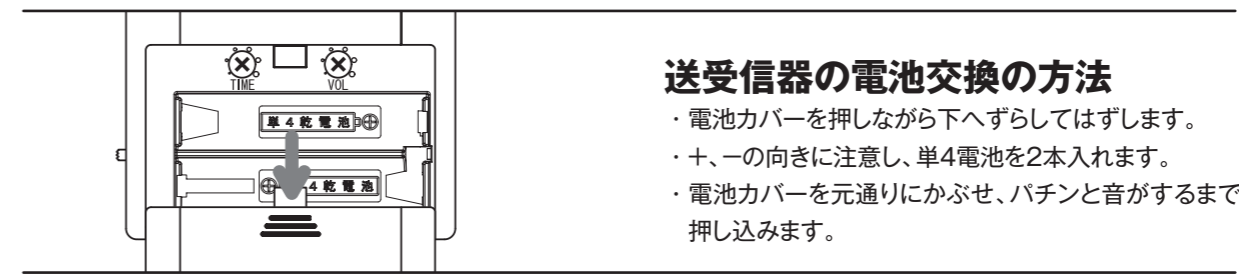 TIME
VOL
単4乾電池
4乾電池
送受信器の電池交換の方法
・電池カバーを押しながら下へずらしてはずします。
・＋、－の向きに注意し、単4電池を2本入れます。
・電池カバーを元通りにかぶせ、パチンと音がするまで
押し込みます。